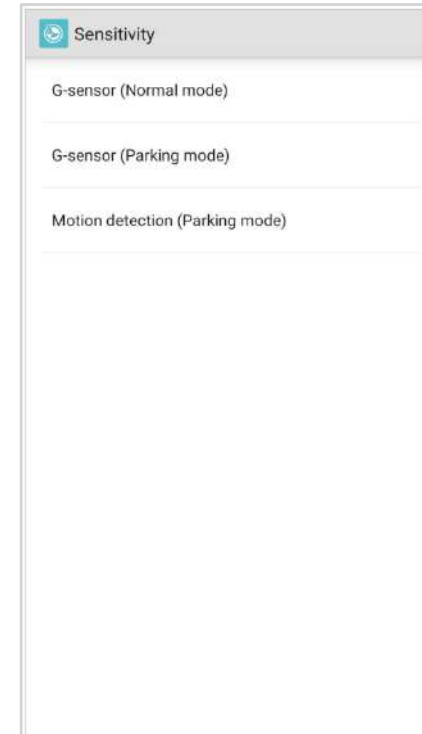 Sensitivity
G-sensor (Normal mode)
G-sensor (Parking mode)
Motion detection (Parking mode)